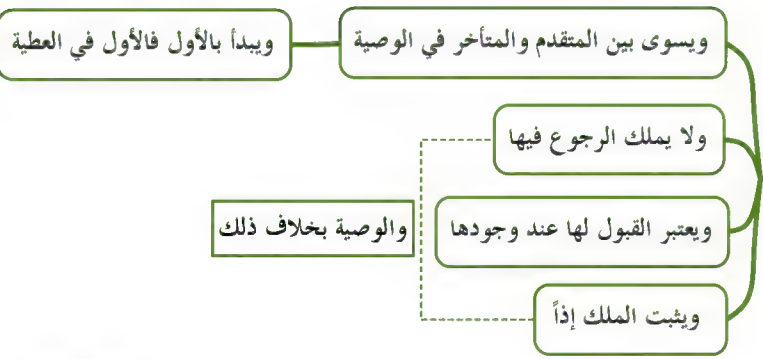 ويسوى بين المتقدم والمتأخر في الوصية
ويبدأ بالأول فالأول في العطية
ولا يملك الرجوع فيها
ويعتبر القبول لها عند وجودها
والوصية بخلاف ذلك
ويثبت الملك إذاً